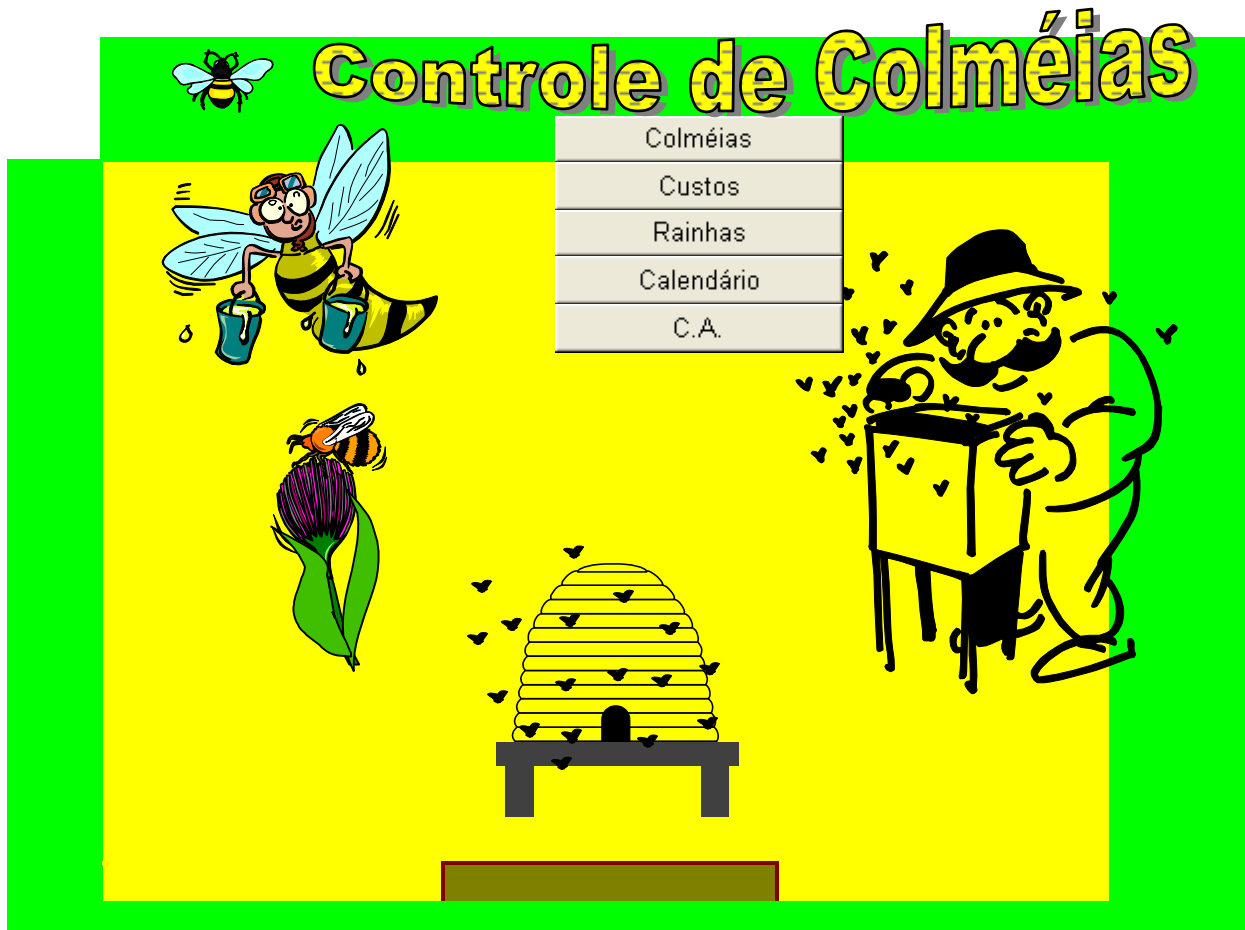 Controle de Colméias
Colméias
Custos
Rainhas
Calendário
C.A.